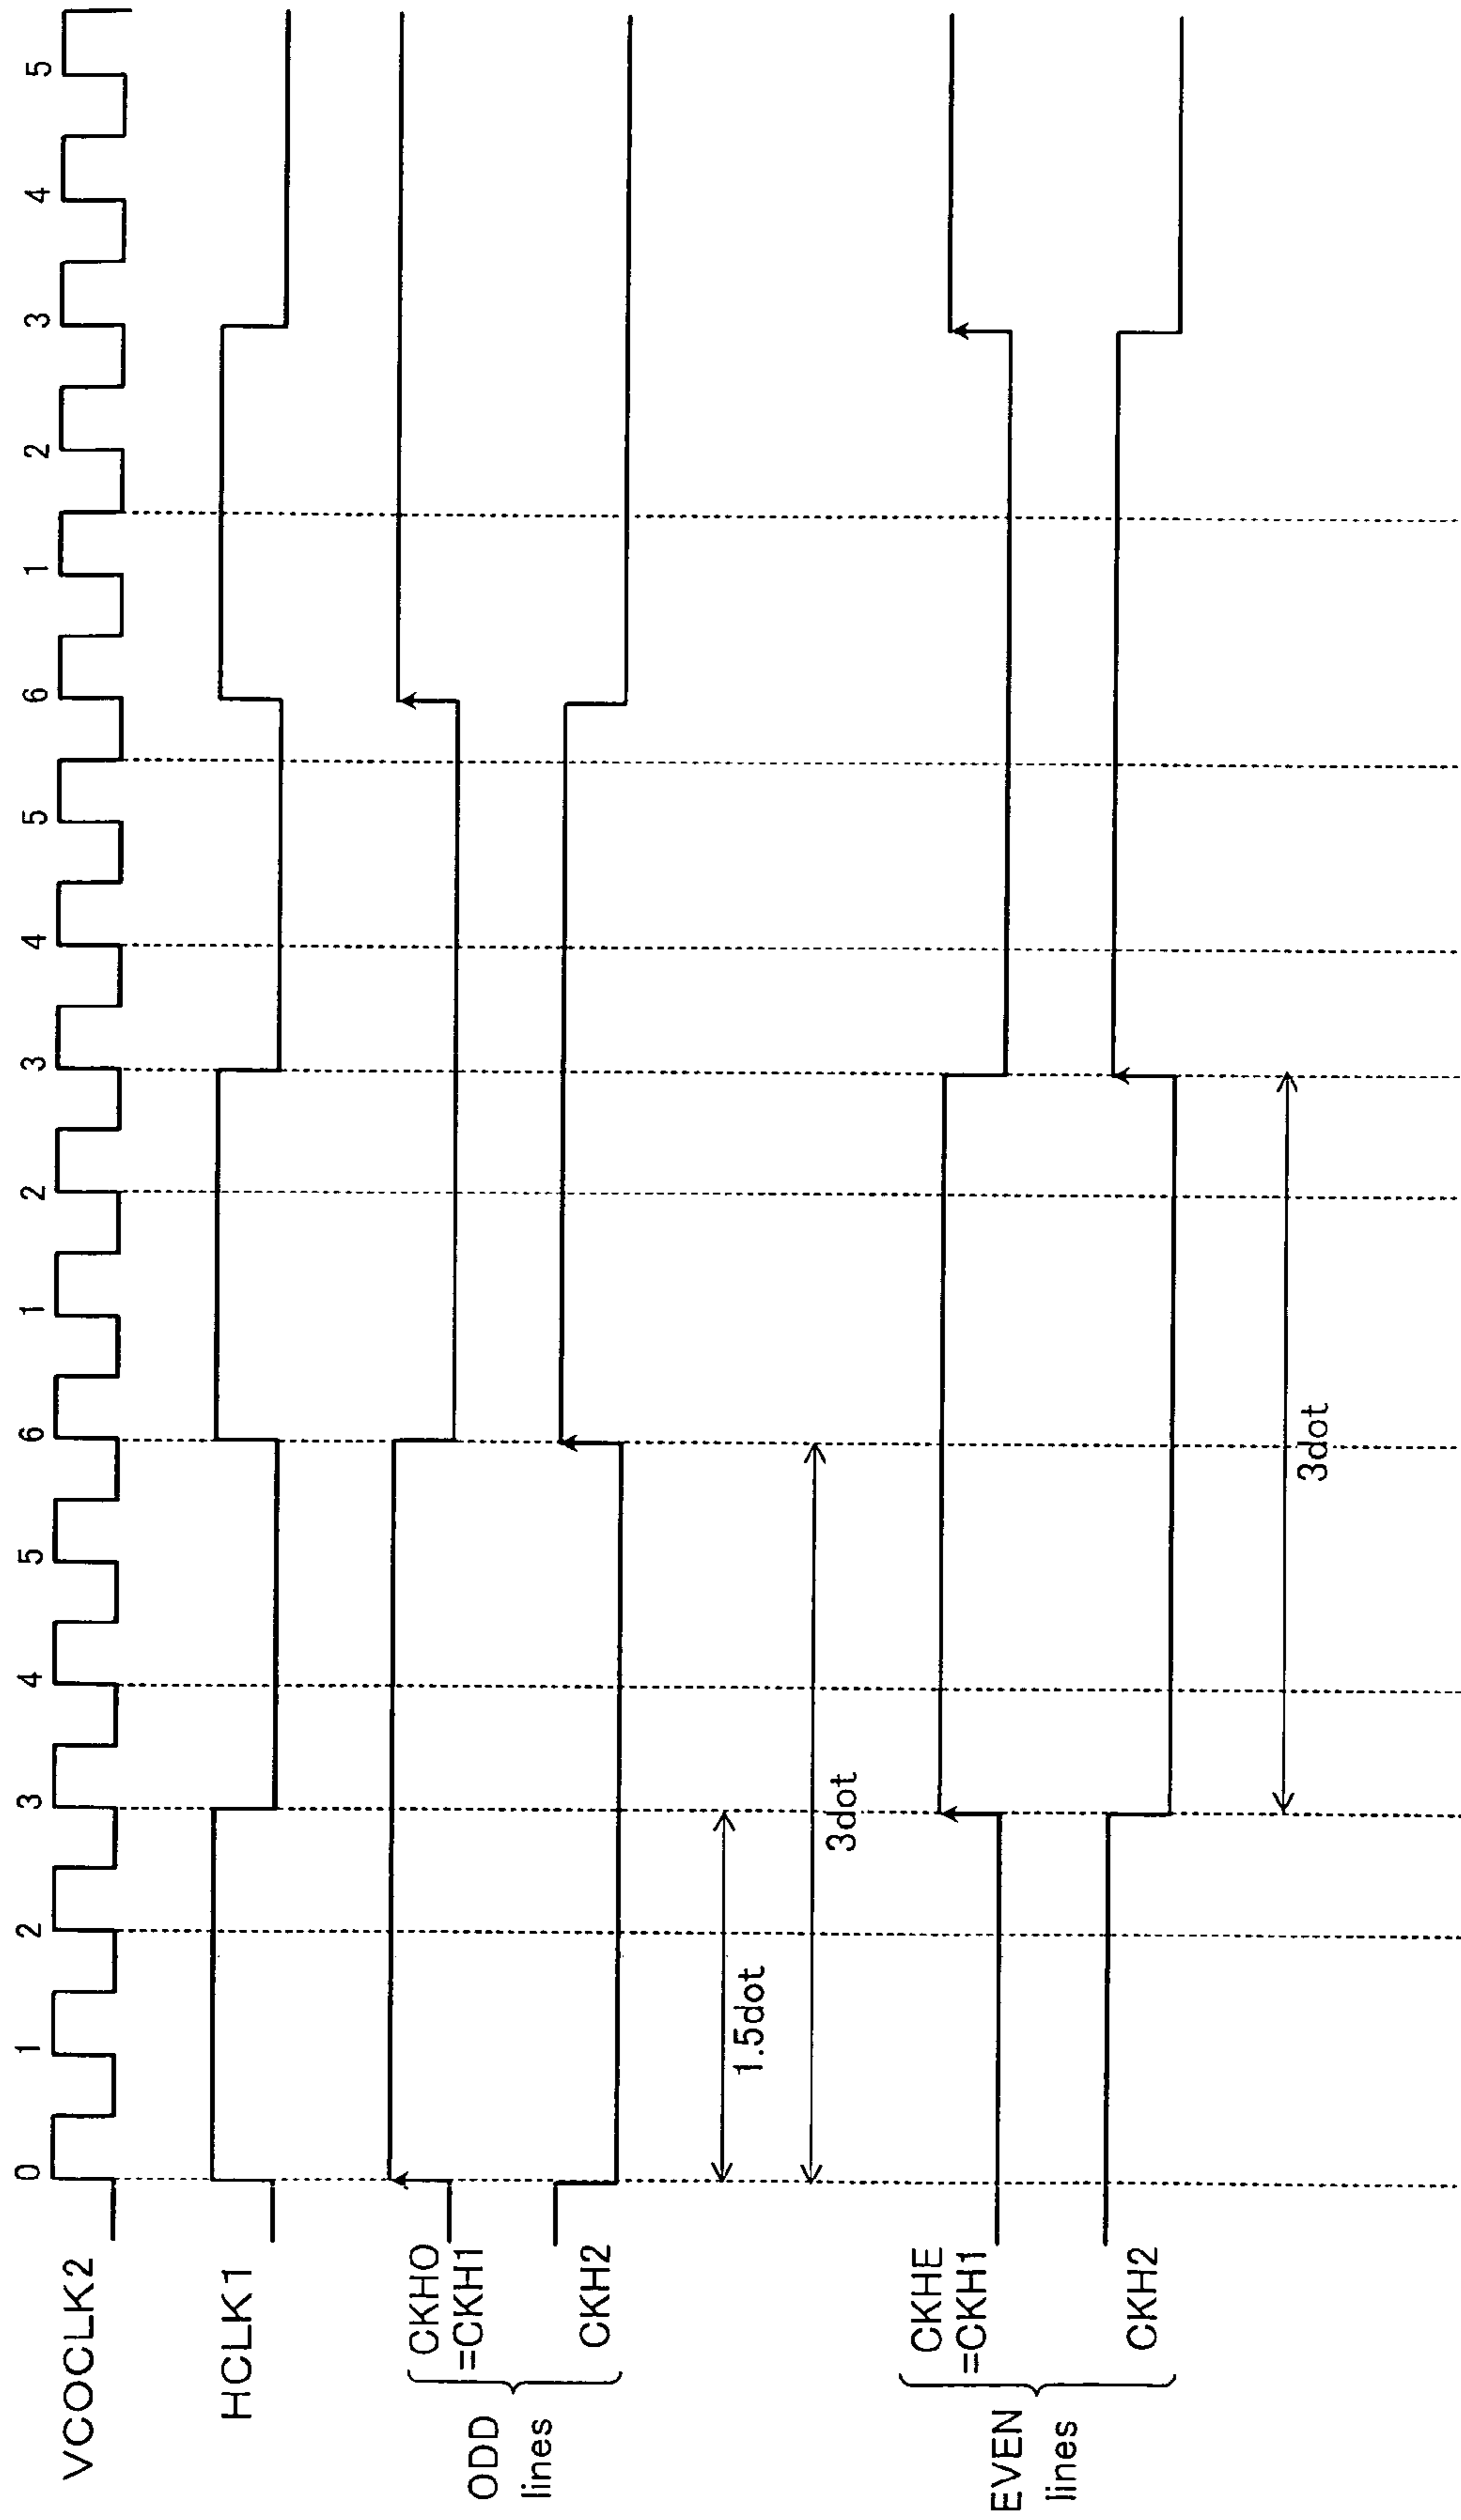 0 1 2 3 4 5 6 1 2 3 4 5 6 1 2 3 4 5
VCOCLK2
HCLK1
CKHO
=CKH1
ODD
lines
CKH2
1.5dot
3dot
CKHE
=CKH1
EVEN
lines
CKH2
3dot